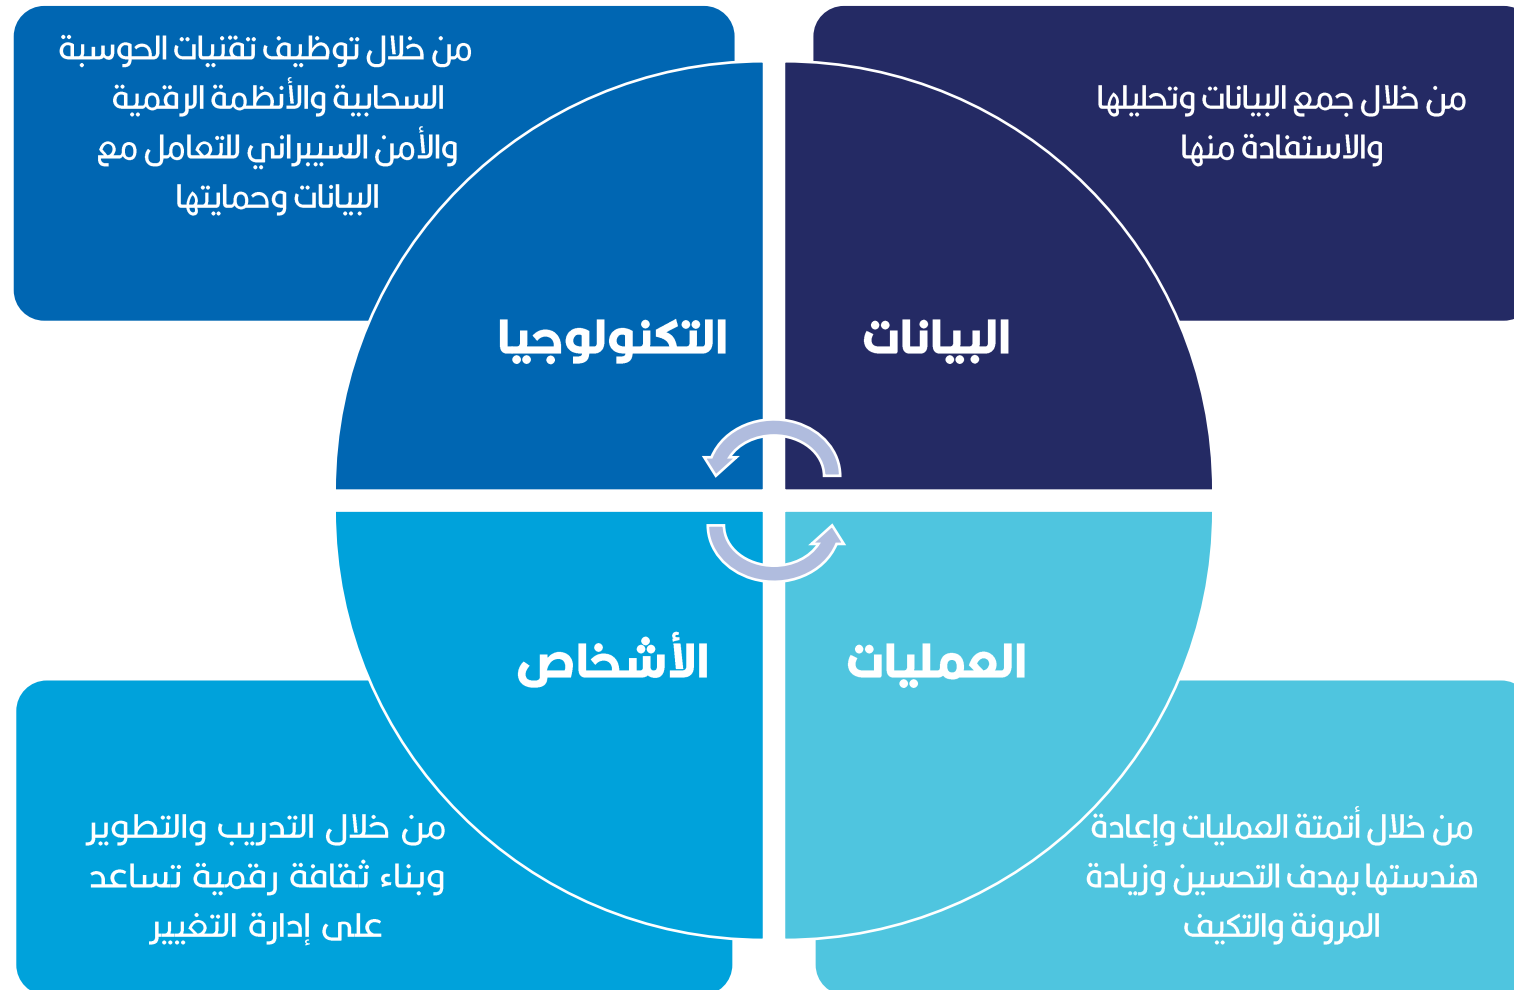 من خلال جمع البيانات وتحليلها
والاستفادة منها
البيانات
من خلال توظيف تقنيات الحوسبة
السحابية والأنظمة الرقمية
والأمن السيبراني للتعامل مع
البيانات وحمايتها
التكنولوجيا
العمليات
من خلال أتمتة العمليات وإعادة
هندستها بهدف التحسين وزيادة
المرونة والتكيف
الأشخاص
من خلال التدريب والتطوير
وبناء ثقافة رقمية تساعد
على إدارة التغيير